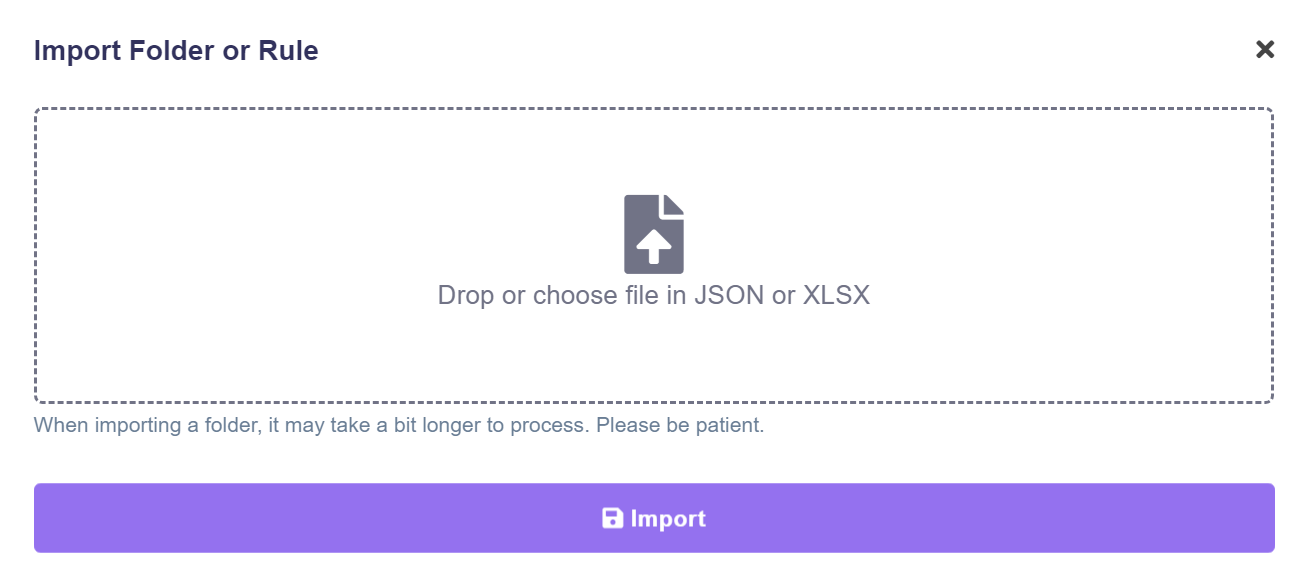 Import Folder or Rule
Drop or choose file in JSON or XLSX
When importing a folder, it may take a bit longer to process. Please be patient.
Import